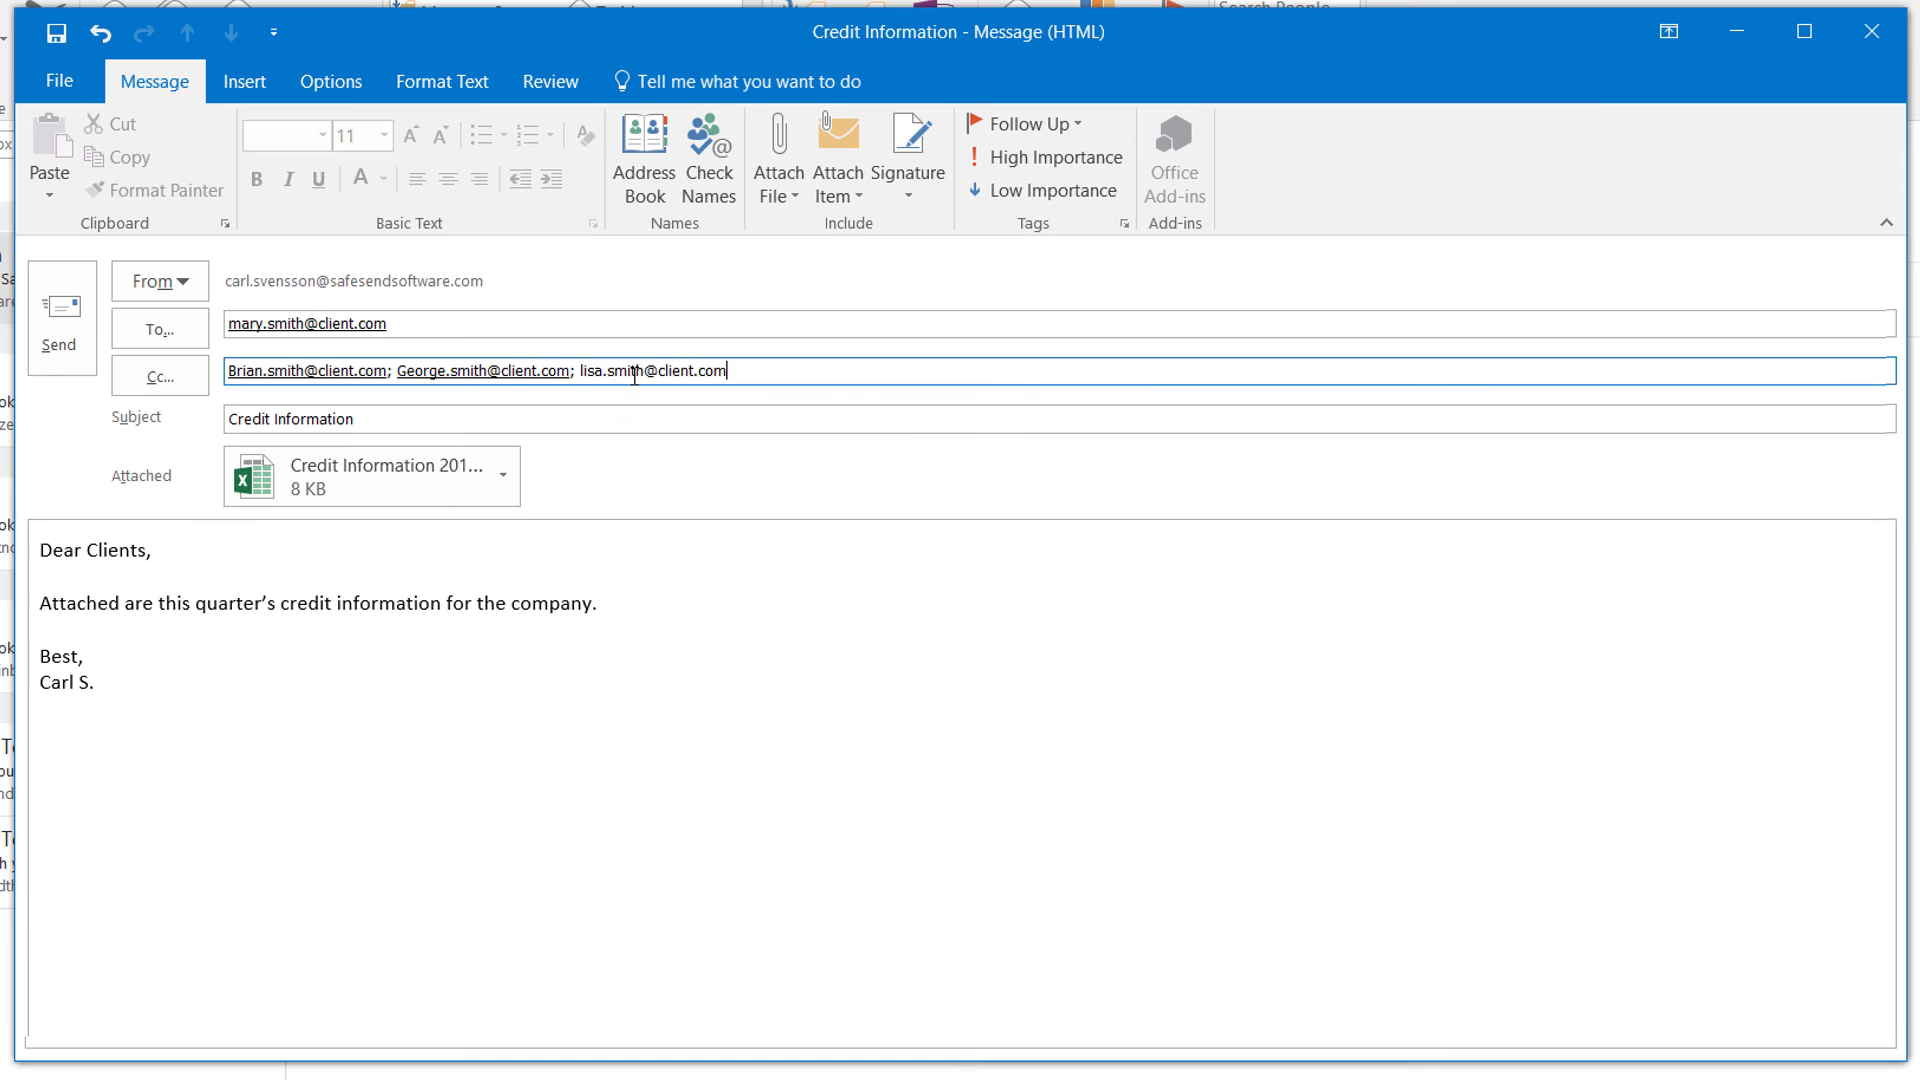 Search People
Credit Information - Message (HTML)
File Message Insert Options Format Text Review Tell me what you want to do
Paste
Cut
Copy
Format Painter
Clipboard
11
B I U A
Basic Text
Address Book
Check Names
Names
Attach File
Attach Item
Signature
Include
Follow Up
High Importance
Low Importance
Tags
Office Add-ins
Add-ins
Send
From carl.svensson@safesendsoftware.com
To... mary.smith@client.com
Cc... Brian.smith@client.com; George.smith@client.com; lisa.smith@client.com
Subject Credit Information
Attached Credit Information 201...
8 KB
Dear Clients,
Attached are this quarter’s credit information for the company.
Best,
Carl S.